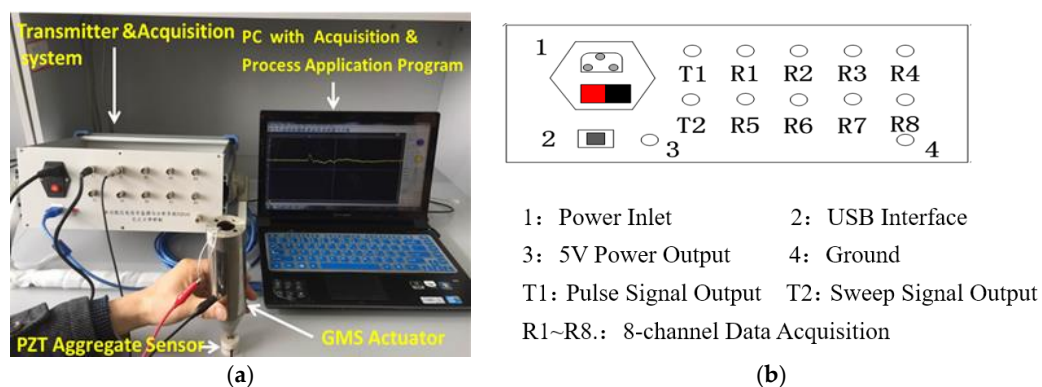 Transmitter &Acquisition
system
PC with Acquisition &
Process Application Program
GMS Actuator
PZT Aggregate Sensor
(a)
1
T1 R1 R2 R3 R4
T2 R5 R6 R7 R8
2 3 4
1: Power Inlet 2: USB Interface
3: 5V Power Output 4: Ground
T1: Pulse Signal Output T2: Sweep Signal Output
R1~R8.: 8-channel Data Acquisition
(b)